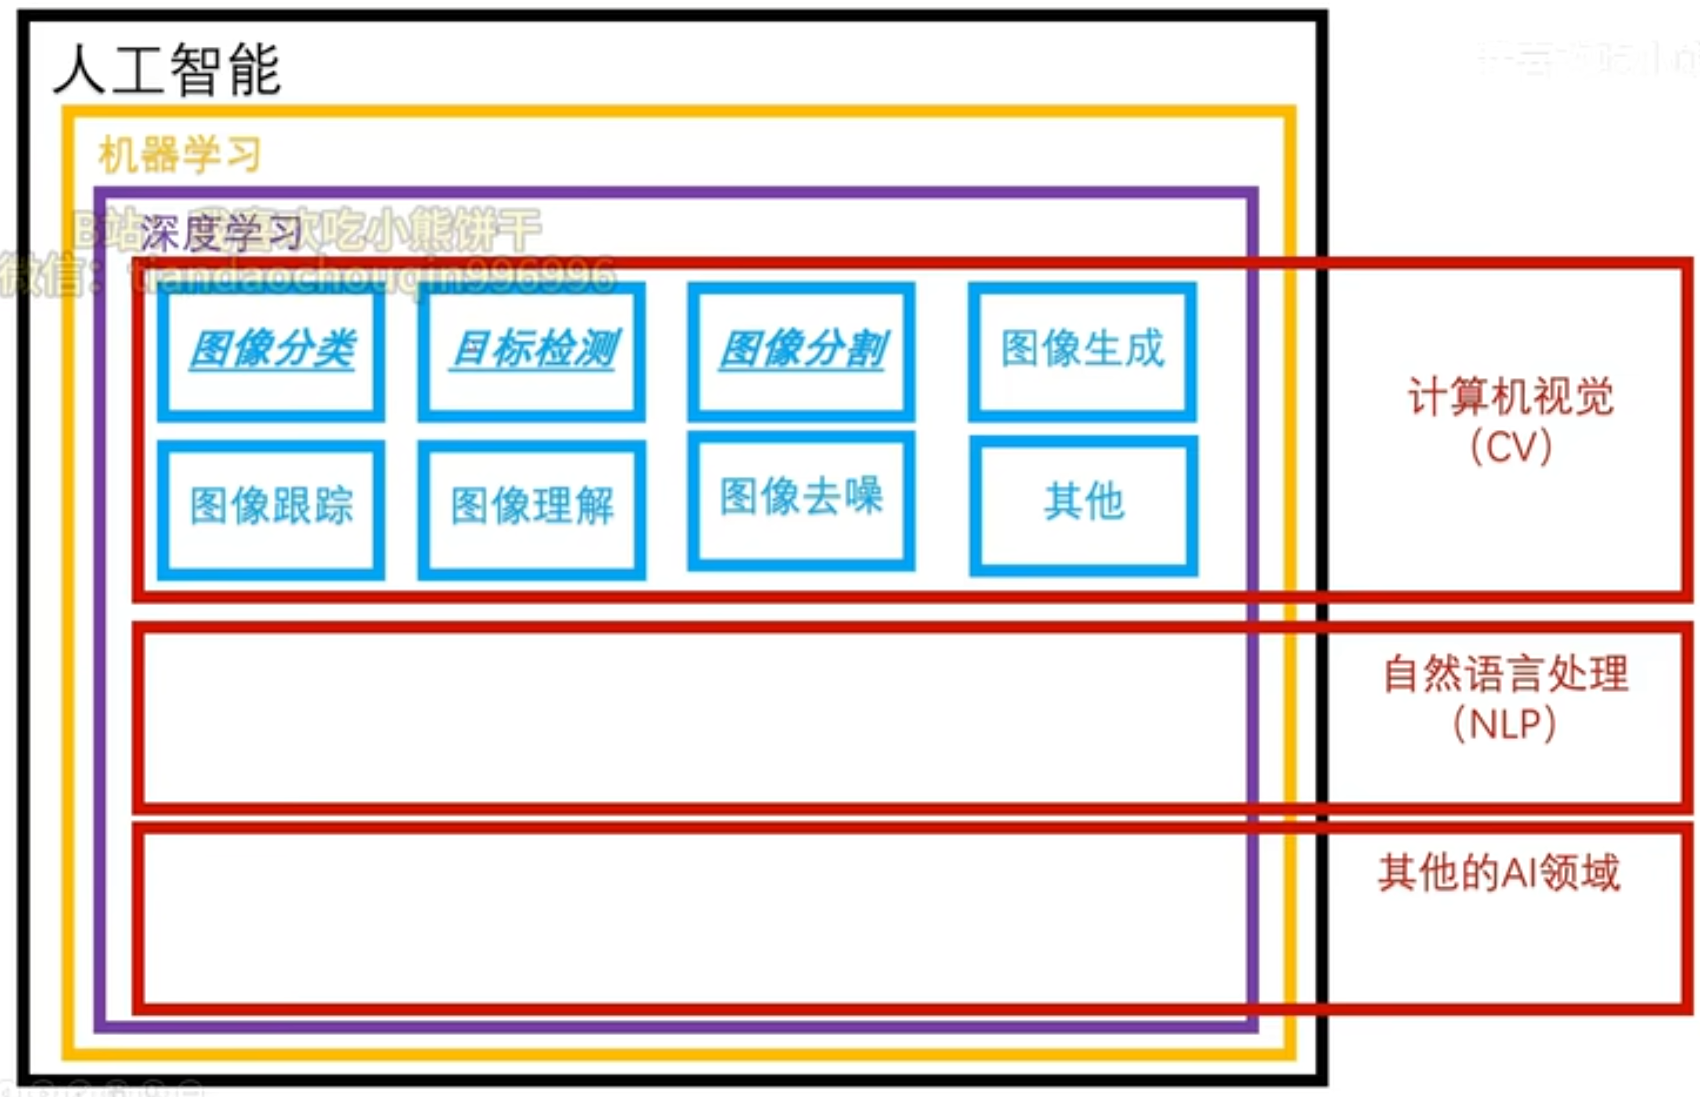 人工智能
机器学习
深度学习
B站：我喜欢吃小熊饼干
微信：tiandaochouqin996996
图像分类
目标检测
图像分割
图像生成
计算机视觉
（CV）
图像跟踪
图像理解
图像去噪
其他
自然语言处理
（NLP）
其他的AI领域